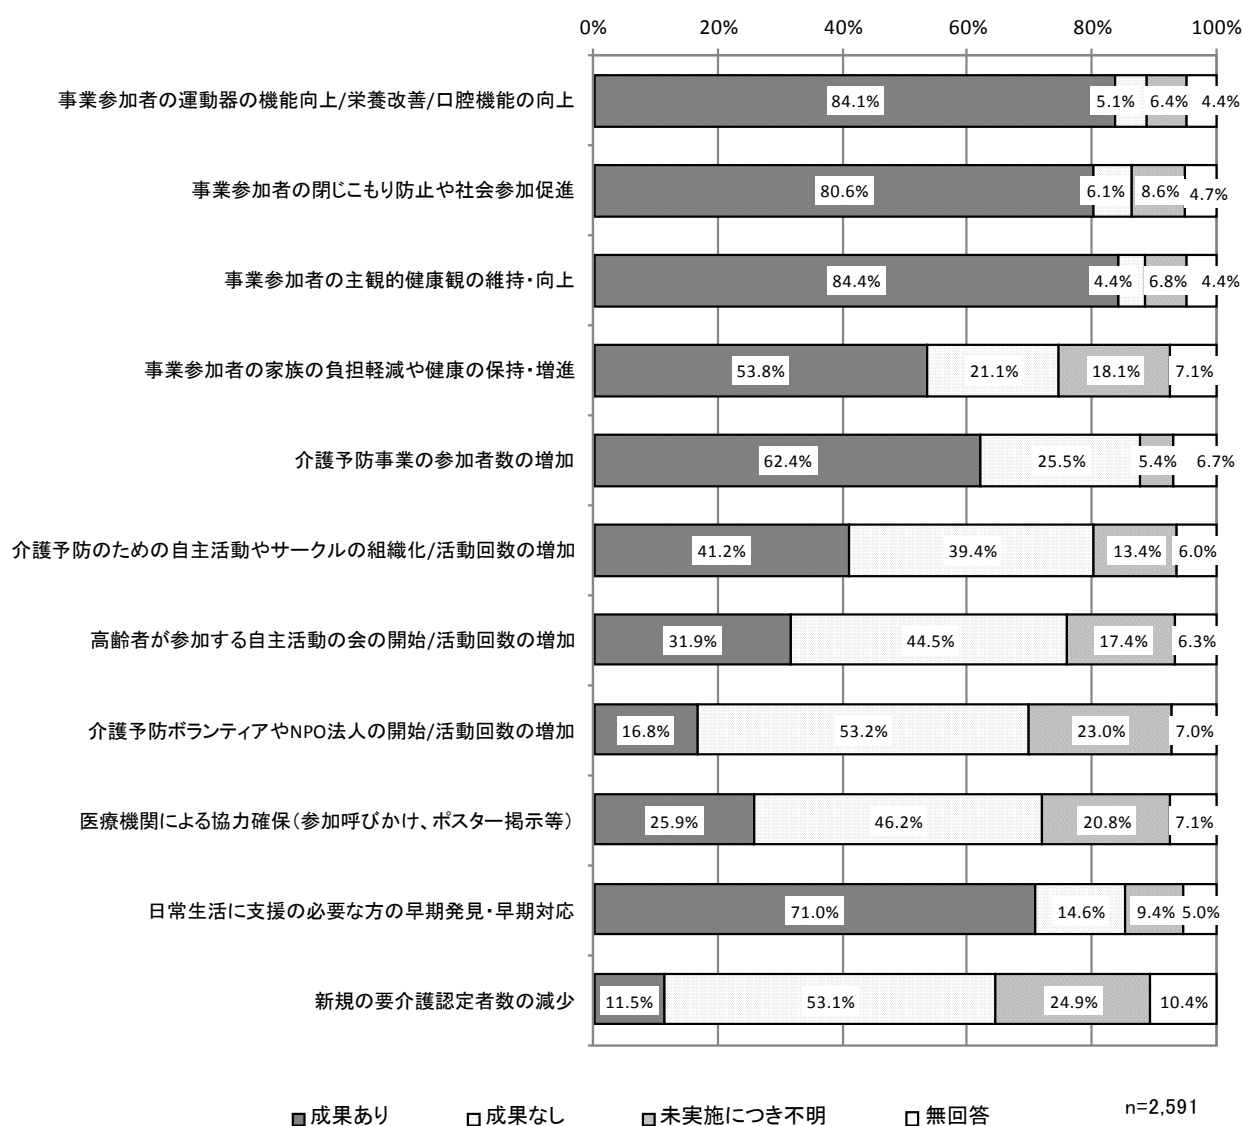 0% 20% 40% 60% 80% 100%
事業参加者の運動器の機能向上/栄養改善/口腔機能の向上 84.1% 5.1% 6.4% 4.4%
事業参加者の閉じこもり防止や社会参加促進 80.6% 6.1% 8.6% 4.7%
事業参加者の主観的健康観の維持・向上 84.4% 4.4% 6.8% 4.4%
事業参加者の家族の負担軽減や健康の保持・増進 53.8% 21.1% 18.1% 7.1%
介護予防事業の参加者数の増加 62.4% 25.5% 5.4% 6.7%
介護予防のための自主活動やサークルの組織化/活動回数の増加 41.2% 39.4% 13.4% 6.0%
高齢者が参加する自主活動の会の開始/活動回数の増加 31.9% 44.5% 17.4% 6.3%
介護予防ボランティアやNPO法人の開始/活動回数の増加 16.8% 53.2% 23.0% 7.0%
医療機関による協力確保（参加呼びかけ、ポスター掲示等） 25.9% 46.2% 20.8% 7.1%
日常生活に支援の必要な方の早期発見・早期対応 71.0% 14.6% 9.4% 5.0%
新規の要介護認定者数の減少 11.5% 53.1% 24.9% 10.4%
成果あり 成果なし 未実施につき不明 無回答 n=2,591